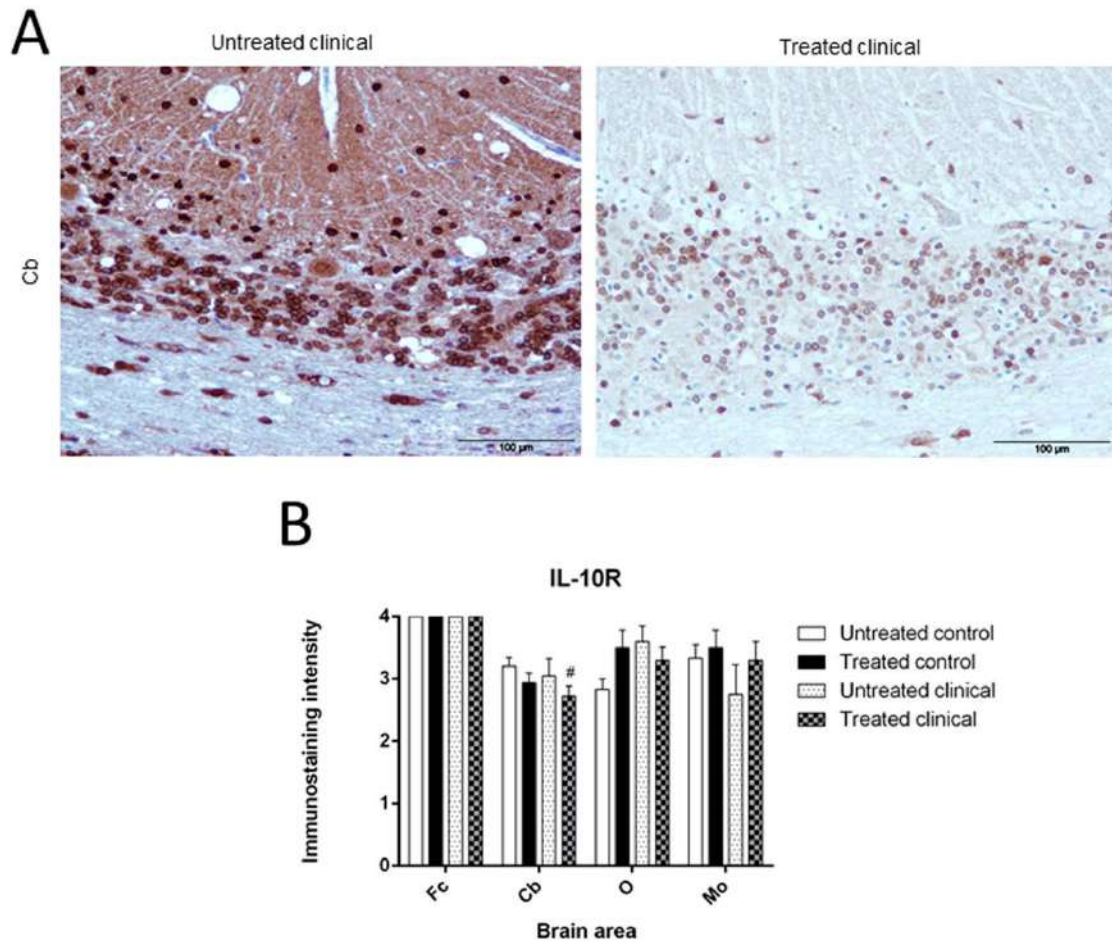 A
Untreated clinical
Treated clinical
Cb
100 µm
100 µm
B
IL-10R
Immunostaining intensity
4
3
2
1
0
#
Fc
Cb
O
Mo
Brain area
Untreated control
Treated control
Untreated clinical
Treated clinical